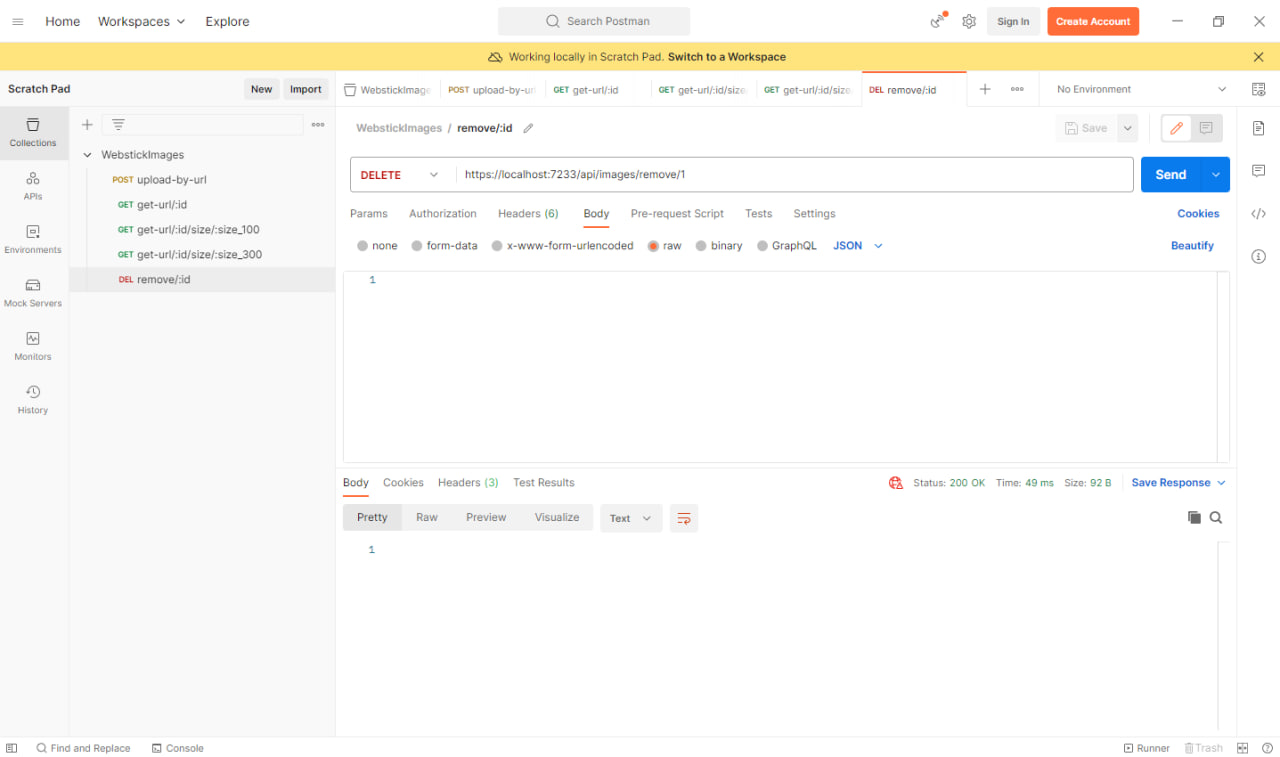 Home Workspaces Explore Search Postman Sign In Create Account
Working locally in Scratch Pad. Switch to a Workspace
Scratch Pad New Import
WebstickImage POST upload-by-url GET get-url/:id GET get-url/:id/size/ GET get-url/:id/size. DEL remove/:id No Environment
Collections
APIs
Environments
Mock Servers
Monitors
History
WebstickImages
POST upload-by-url
GET get-url/:id
GET get-url/:id/size/:size_100
GET get-url/:id/size/:size_300
DEL remove/:id
WebstickImages / remove/:id Save
DELETE https://localhost:7233/api/images/remove/1 Send
Params Authorization Headers (6) Body Pre-request Script Tests Settings Cookies
none form-data x-www-form-urlencoded raw binary GraphQL JSON Beautify
1
Body Cookies Headers (3) Test Results Status: 200 OK Time: 49 ms Size: 92 B Save Response
Pretty Raw Preview Visualize Text
1
Find and Replace Console Runner Trash